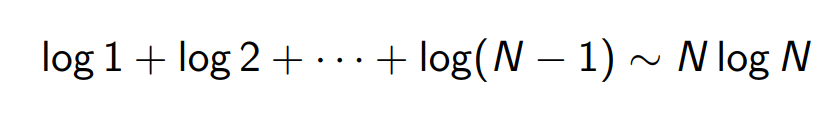 log 1 + log 2 + · · · + log(N − 1) ∼ N log N